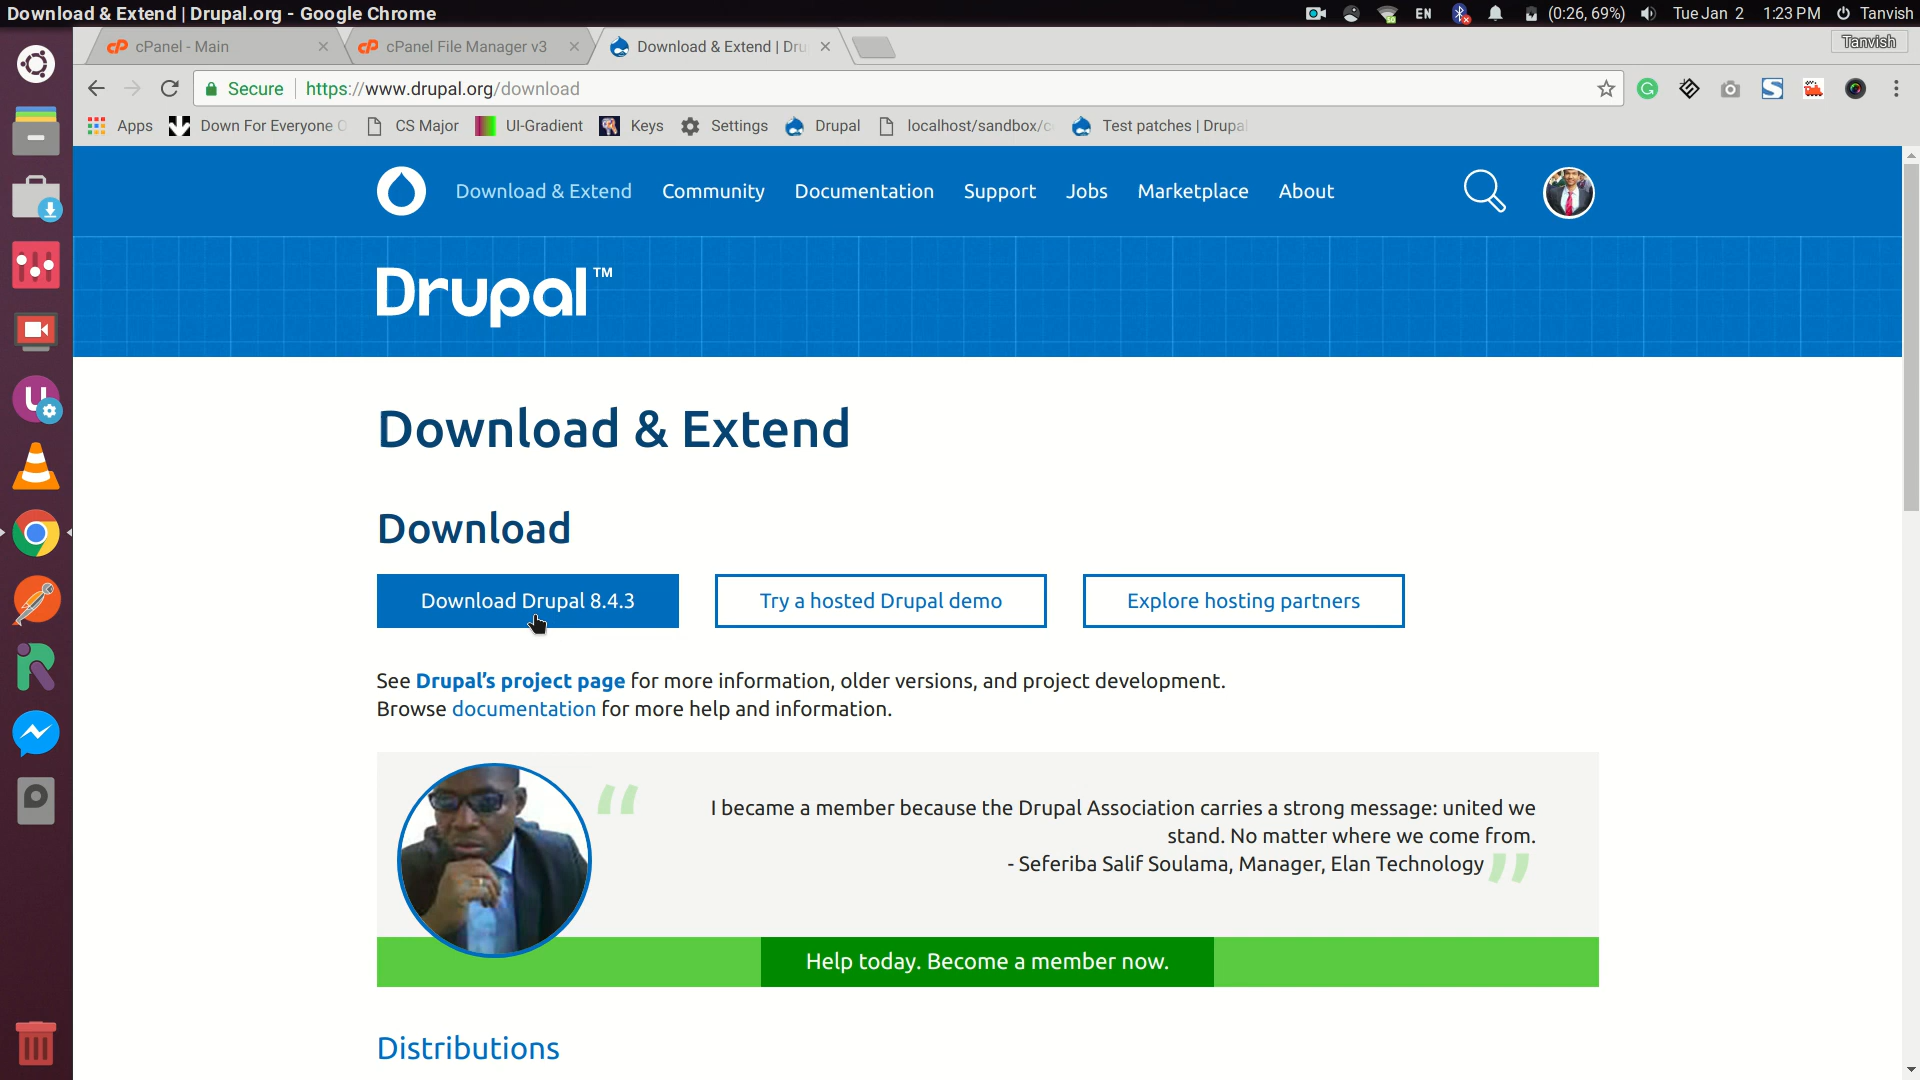 Download & Extend | Drupal.org - Google Chrome
EN
(0:26, 69%)
Tue Jan 2
1:23 PM
Tanvish
cPanel - Main
cPanel File Manager v3
Download & Extend | Dru
Tanvish
Secure
https://www.drupal.org/download
Apps
Down For Everyone O
CS Major
UI-Gradient
Keys
Settings
Drupal
localhost/sandbox/c
Test patches | Drupal
Download & Extend
Community
Documentation
Support
Jobs
Marketplace
About
Drupal™
Download & Extend
Download
Download Drupal 8.4.3
Try a hosted Drupal demo
Explore hosting partners
See Drupal’s project page for more information, older versions, and project development.
Browse documentation for more help and information.
“
I became a member because the Drupal Association carries a strong message: united we
stand. No matter where we come from.
- Seferiba Salif Soulama, Manager, Elan Technology ”
Help today. Become a member now.
Distributions